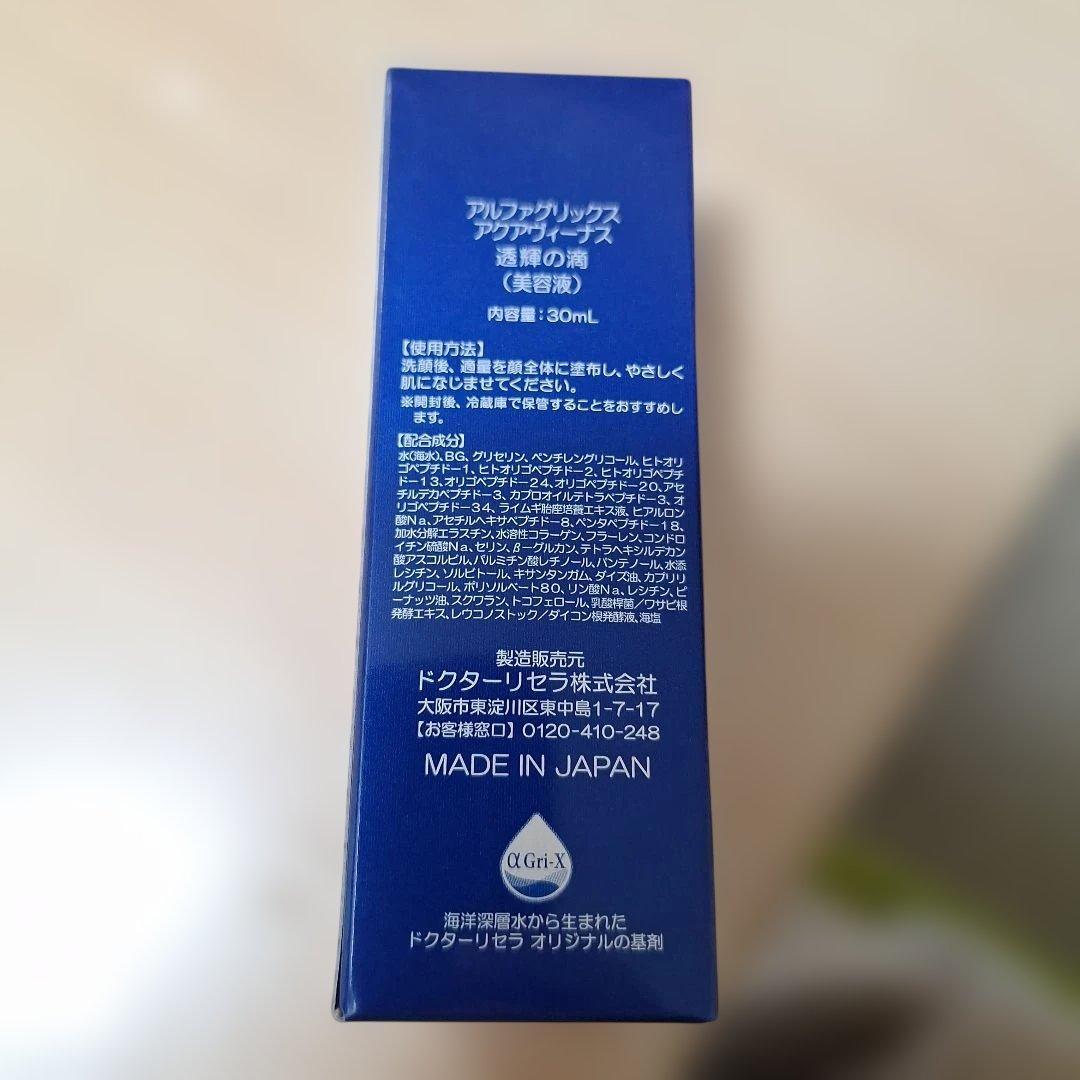 アルファグリックス
アクアヴィーナス
透輝の滴
（美容液）
内容量：30mL
【使用方法】
洗顔後、適量を顔全体に塗布し、やさしく
肌になじませてください。
※開封後、冷蔵庫で保管することをおすすめし
ます。
【配合成分】
水(海水)、BG、グリセリン、ペンチレングリコール、ヒトオリ
ゴペプチド－1、ヒトオリゴペプチド－2、ヒトオリゴペプチ
ド－13、オリゴペプチド－24、オリゴペプチド－20、アセ
チルデカペプチド－3、カプロオイルテトラペプチド－3、オ
リゴペプチド－34、ライムギ胎座培養エキス液、ヒアルロン
酸Na、アセチルヘキサペプチド－8、ペンタペプチド－18、
加水分解エラスチン、水溶性コラーゲン、フラーレン、コンドロ
イチン硫酸Na、セリン、β－グルカン、テトラヘキシルデカン
酸アスコルビル、パルミチン酸レチノール、パンテノール、水添
レシチン、ソルビトール、キサンタンガム、ダイズ油、カプリリ
ルグリコール、ポリソルベート80、リン酸Na、レシチン、ピ
ーナッツ油、スクワラン、トコフェロール、乳酸桿菌／ワサビ根
発酵エキス、レウコノストック／ダイコン根発酵液、海塩
製造販売元
ドクターリセラ株式会社
大阪市東淀川区東中島1-7-17
【お客様窓口】0120-410-248
MADE IN JAPAN
α Gri-X
海洋深層水から生まれた
ドクターリセラ オリジナルの基剤